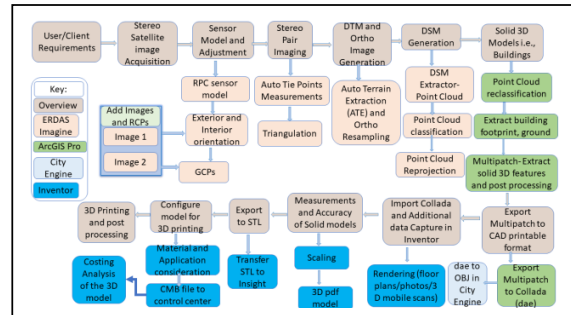 User/Client
Requirements
Stereo
Satellite
image
Acquisition
Sensor Model
and
Adjustment
Stereo
Pair
Imaging
DTM and
Ortho
Image
Generation
DSM
Generation
Solid 3D
Models i.e.,
Buildings
Key:
Overview
ERDAS
Imagine
ArcGIS Pro
City
Engine
Inventor
Add Images
and RCPs
Image 1
Image 2
RPC sensor
model
Exterior and
Interior
orientation
GCPs
Auto Tie Points
Measurements
Triangulation
Auto Terrain
Extraction (ATE)
and Ortho
Resampling
DSM
Extractor-
Point Cloud
Point Cloud
classification
Point Cloud
Reprojection
Point Cloud
reclassification
Extract building
footprint, ground
Multipatch-Extract
solid 3D features
and post processing
3D Printing
and post
processing
Configure
model for
3D printing
Export
to STL
Measurements
and Accuracy
of Solid models
Import Collada
and Additional
data Capture in
Inventor
Export
Multipatch to
CAD printable
format
Costing
Analysis of the
3D model
Material and
Application
consideration
CMB file to
control center
Transfer
STL to
Insight
Scaling
3D pdf model
Rendering (floor
plans/photos/3
D mobile scans)
dae to
OBJ in
City
Engine
Export
Multipatch
to Collada
(dae)